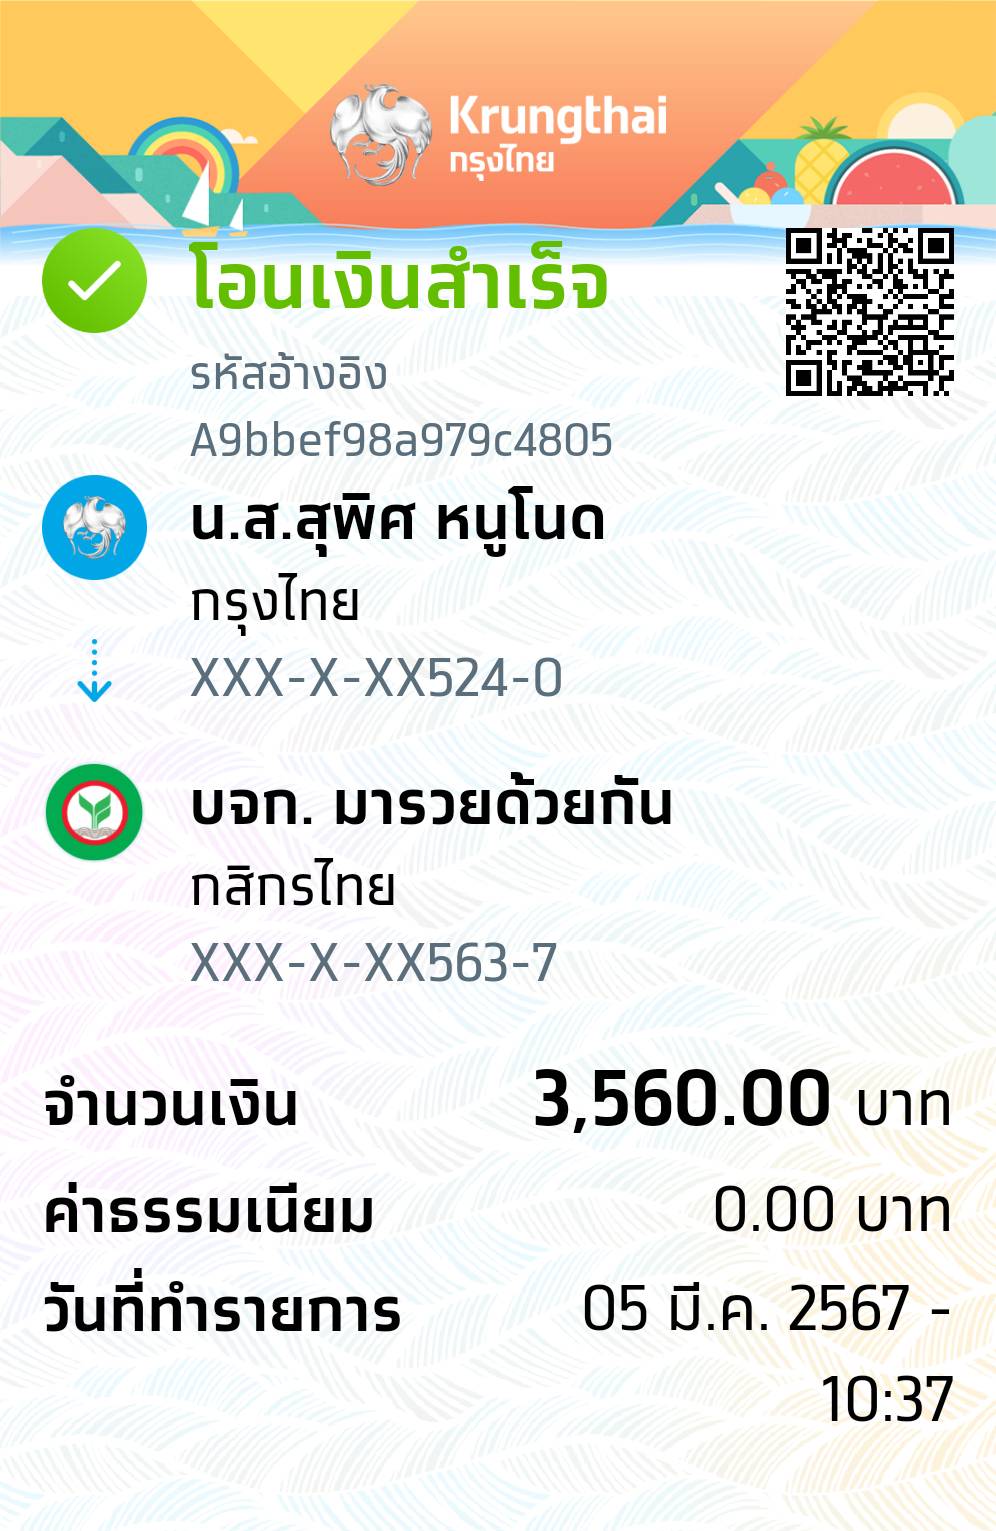 Krungthai
กรุงไทย
โอนเงินสำเร็จ
รหัสอ้างอิง
A9bbef98a979c4805
น.ส.สุพิศ หนูโนด
กรุงไทย
XXX-X-XX524-0
บจก. มารวยด้วยกัน
กสิกรไทย
XXX-X-XX563-7
จำนวนเงิน 3,560.00 บาท
ค่าธรรมเนียม 0.00 บาท
วันที่ทำรายการ 05 มี.ค. 2567 -
10:37